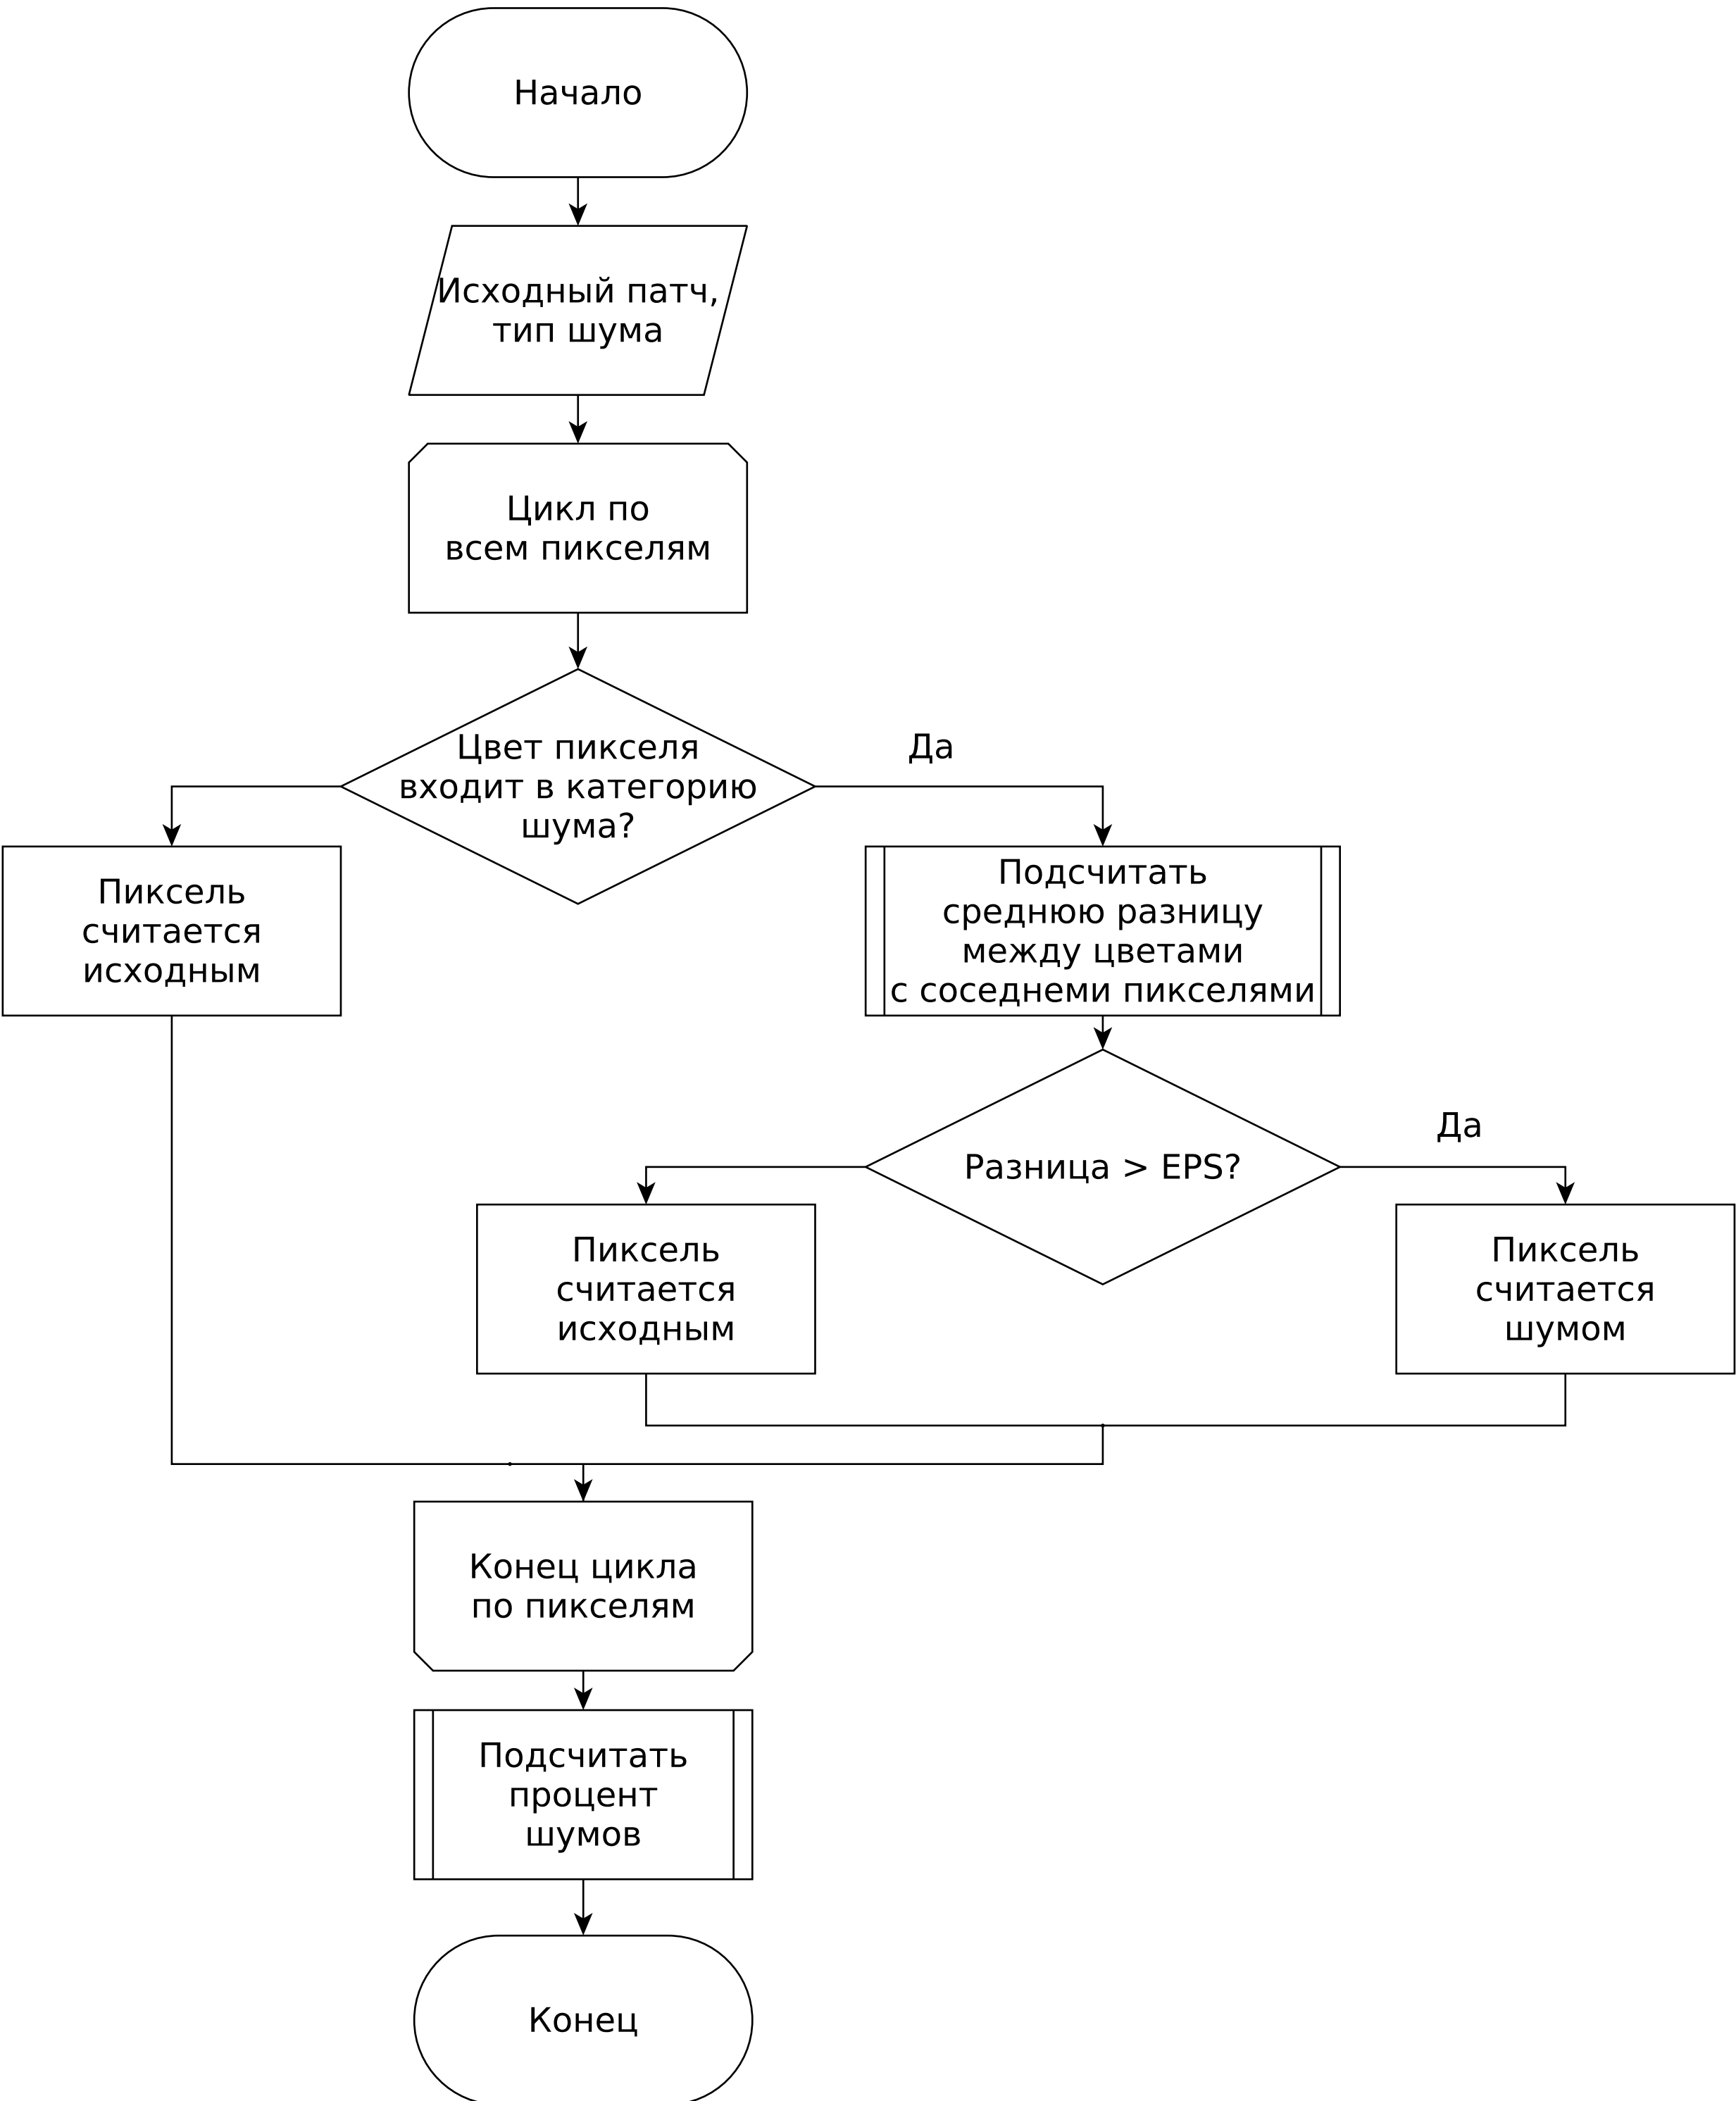 Начало
Исходный патч,
тип шума
Цикл по
всем пикселям
Цвет пикселя
входит в категорию
шума?
Да
Пиксель
считается
исходным
Подсчитать
среднюю разницу
между цветами
с соседнеми пикселями
Разница > EPS?
Да
Пиксель
считается
исходным
Пиксель
считается
шумом
Конец цикла
по пикселям
Подсчитать
процент
шумов
Конец